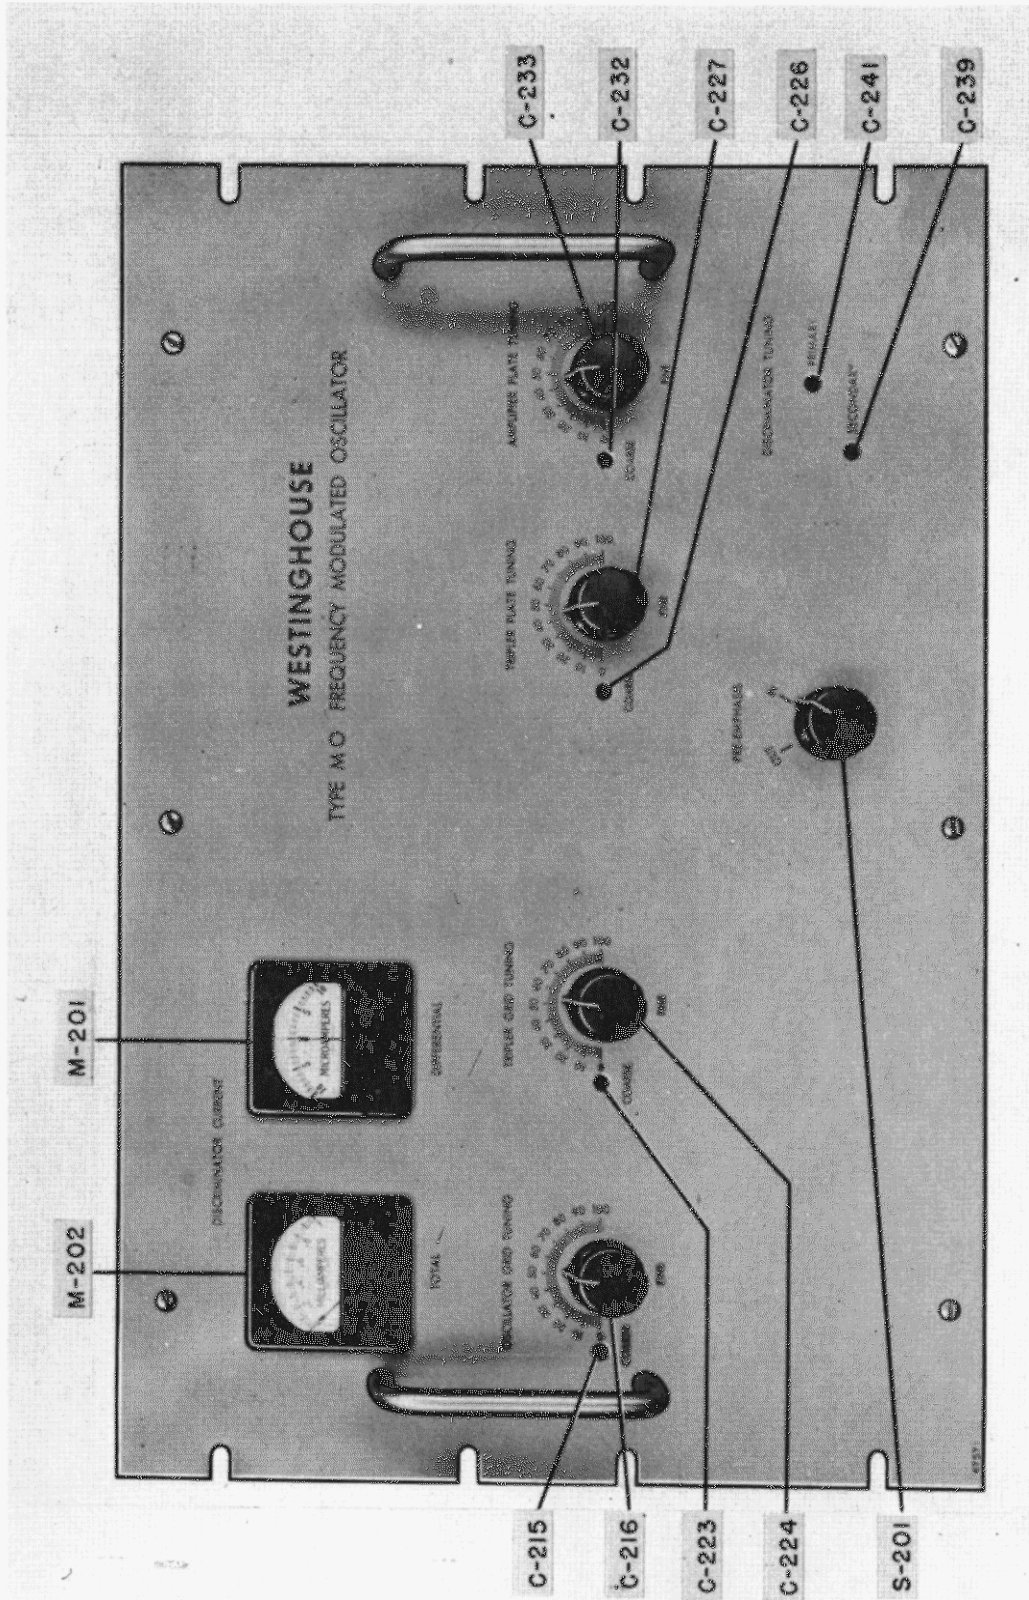 M-202
M-201
DISCRIMINATOR CURRENT
MILLIAMPERES
MICROAMPERES
TOTAL
DIFFERENTIAL
WESTINGHOUSE
TYPE MO FREQUENCY MODULATED OSCILLATOR
OSCILLATOR GRID TUNING
TRIPLER GRID TUNING
TRIPLER PLATE TUNING
AMPLIFIER PLATE TUNING
COARSE
FINE
COARSE
FINE
COARSE
FINE
COARSE
FINE
PRE-EMPHASIS
OUT
IN
DISCRIMINATOR TUNING
SECONDARY
PRIMARY
C-215
C-216
C-223
C-224
S-201
C-233
C-232
C-227
C-226
C-241
C-239